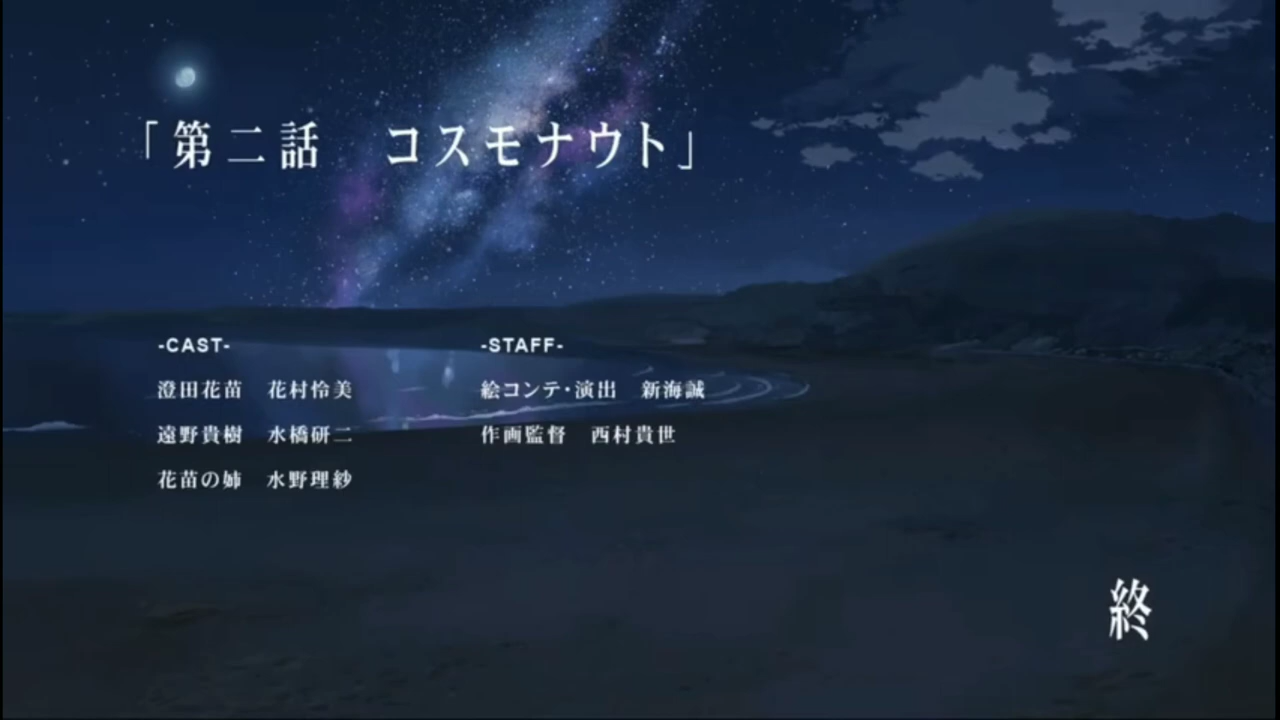 「第二話　コスモナウト」
-CAST-
澄田花苗　花村怜美
遠野貴樹　水橋研二
花苗の姉　水野理紗
-STAFF-
絵コンテ・演出　新海誠
作画監督　西村貴世
終